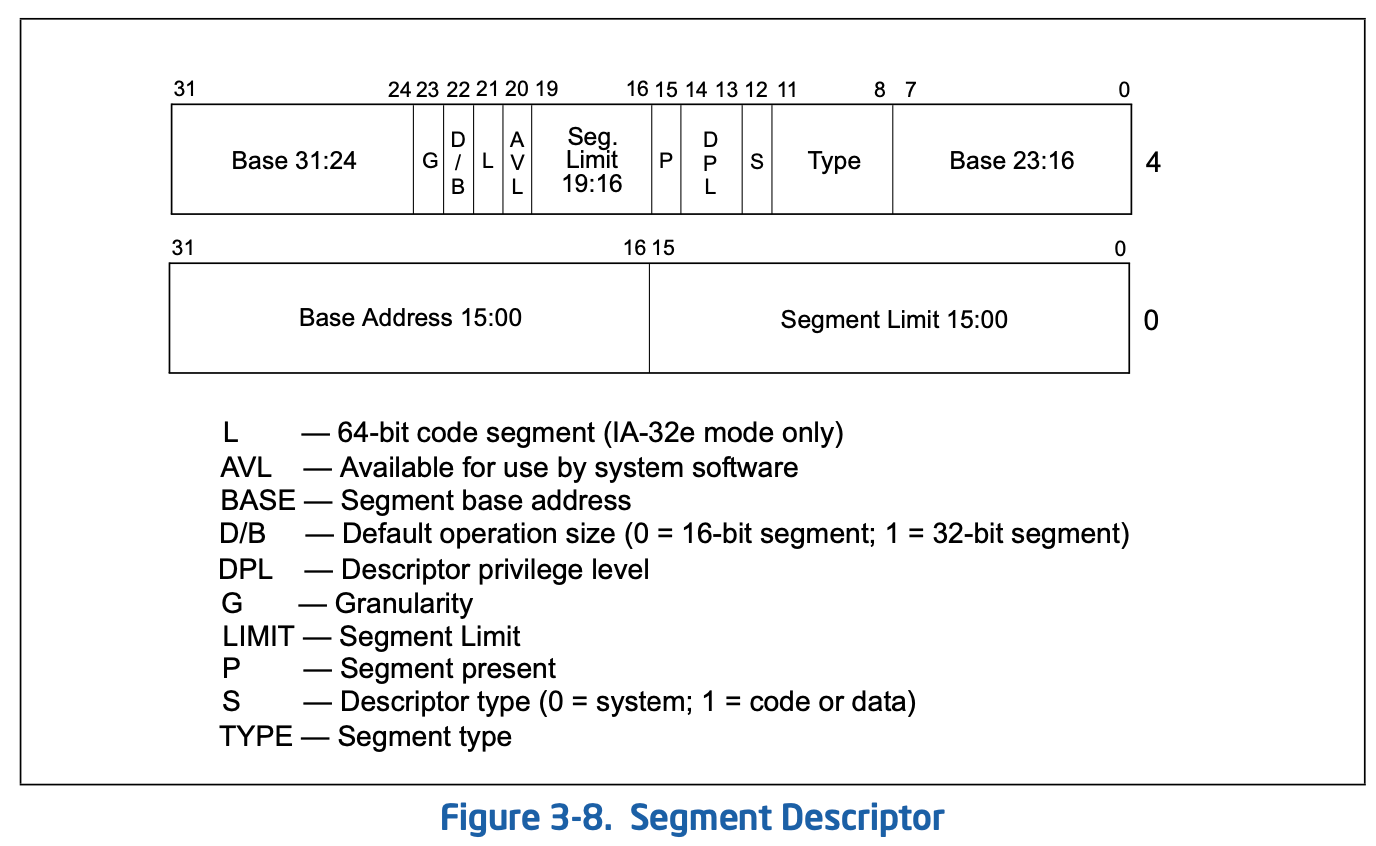 31 24 23 22 21 20 19 16 15 14 13 12 11 8 7 0
Base 31:24 G D/B L AVL Seg. Limit 19:16 P DPL S Type Base 23:16 4
31 16 15 0
Base Address 15:00 Segment Limit 15:00 0
L — 64-bit code segment (IA-32e mode only)
AVL — Available for use by system software
BASE — Segment base address
D/B — Default operation size (0 = 16-bit segment; 1 = 32-bit segment)
DPL — Descriptor privilege level
G — Granularity
LIMIT — Segment Limit
P — Segment present
S — Descriptor type (0 = system; 1 = code or data)
TYPE — Segment type
Figure 3-8. Segment Descriptor